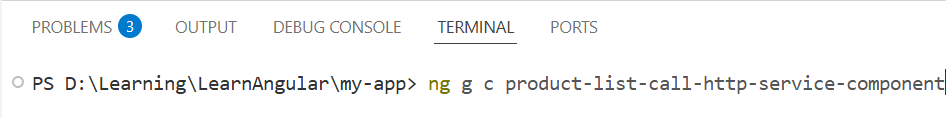 PROBLEMS 3 OUTPUT DEBUG CONSOLE TERMINAL PORTS
PS D:\Learning\LearnAngular\my-app> ng g c product-list-call-http-service-component